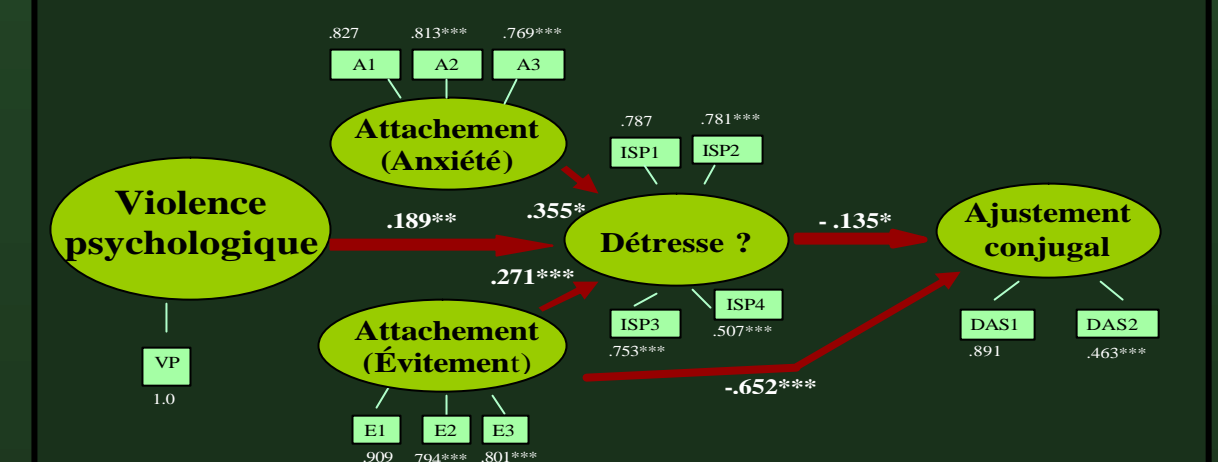 .827 .813*** .769***
A1 A2 A3
Attachement
(Anxiété)
.787 .781***
ISP1 ISP2
Violence
psychologique
.189**
.355*
Détresse ?
- .135*
Ajustement
conjugal
.271***
ISP3 ISP4
.753*** .507***
Attachement
(Évitement)
-.652***
DAS1 DAS2
.891 .463***
VP
1.0
E1 E2 E3
.909 .794*** .801***